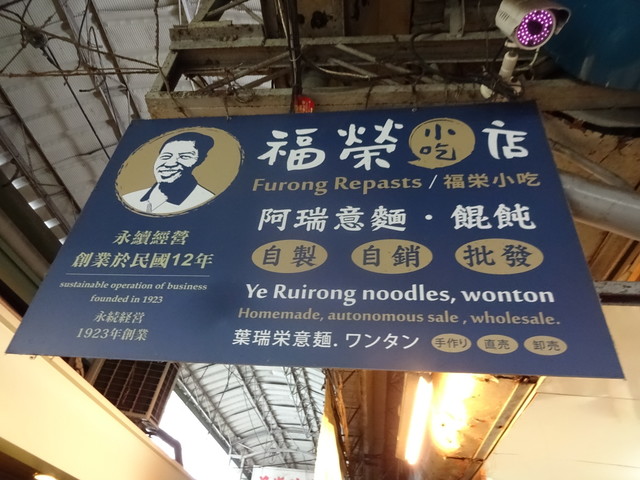 福榮小吃店
Furong Repasts / 福栄小吃
阿瑞意麵・餛飩
自製 自銷 批發
Ye Ruirong noodles, wonton
Homemade, autonomous sale , wholesale.
葉瑞栄意麺．ワンタン 手作り 直売 卸売
永續經營
創業於民國12年
sustainable operation of business
founded in 1923
永続経営
1923年創業